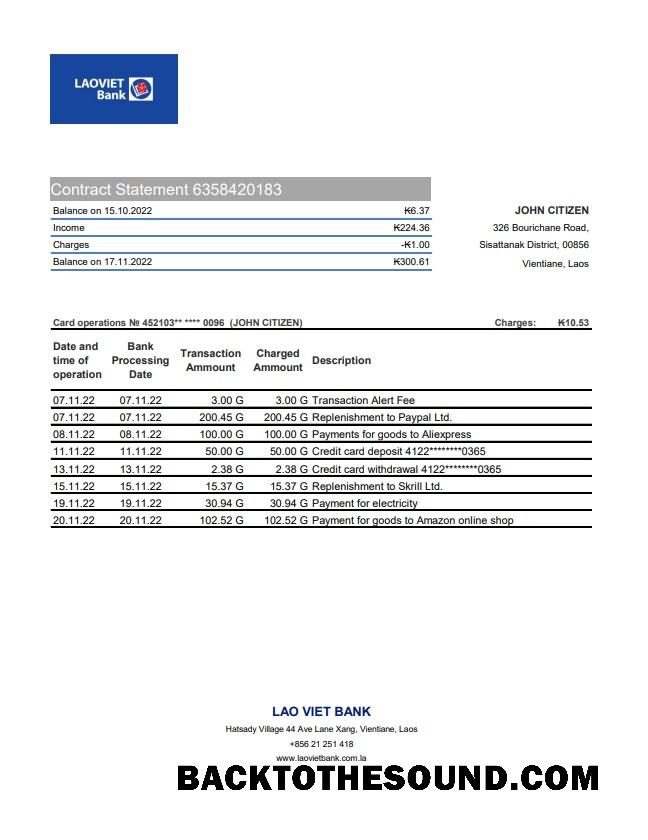 LAOVIET
Bank
Contract Statement 6358420183
Balance on 15.10.2022 ₭6.37
Income ₭224.36
Charges -₭1.00
Balance on 17.11.2022 ₭300.61
JOHN CITIZEN
326 Bourichane Road,
Sisattanak District, 00856
Vientiane, Laos
Card operations № 452103** **** 0096 (JOHN CITIZEN) Charges: ₭10.53
Date and time of operation Bank Processing Date Transaction Ammount Charged Ammount Description
07.11.22 07.11.22 3.00 G 3.00 G Transaction Alert Fee
07.11.22 07.11.22 200.45 G 200.45 G Replenishment to Paypal Ltd.
08.11.22 08.11.22 100.00 G 100.00 G Payments for goods to Aliexpress
11.11.22 11.11.22 50.00 G 50.00 G Credit card deposit 4122********0365
13.11.22 13.11.22 2.38 G 2.38 G Credit card withdrawal 4122********0365
15.11.22 15.11.22 15.37 G 15.37 G Replenishment to Skrill Ltd.
19.11.22 19.11.22 30.94 G 30.94 G Payment for electricity
20.11.22 20.11.22 102.52 G 102.52 G Payment for goods to Amazon online shop
LAO VIET BANK
Hatsady Village 44 Ave Lane Xang, Vientiane, Laos
+856 21 251 418
www.laovietbank.com.la
BACKTOTHESOUND.COM